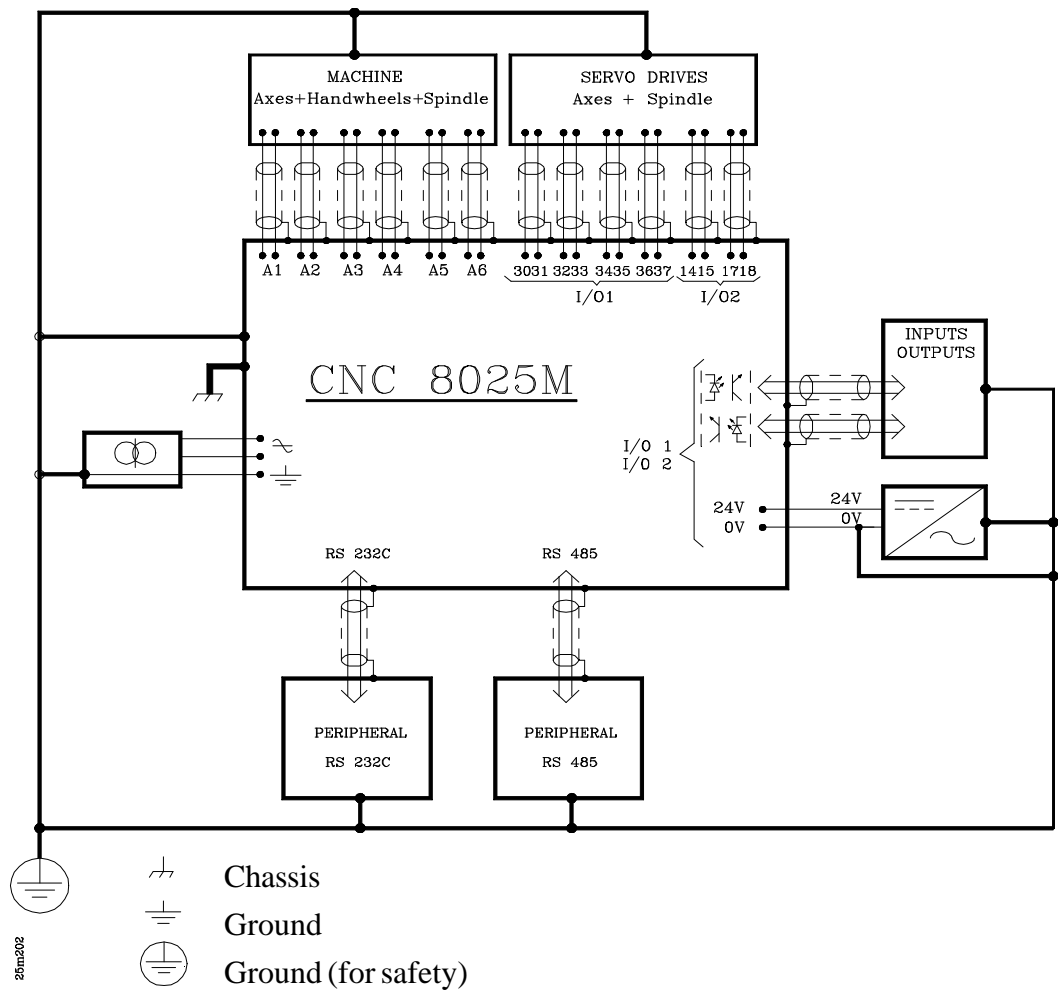 MACHINE
Axes+Handwheels+Spindle
SERVO DRIVES
Axes + Spindle
A1 A2 A3 A4 A5 A6 3031 3233 3435 3637 1415 1718
I/O1 I/O2
INPUTS
OUTPUTS
CNC 8025M
I/O 1
I/O 2
24V 24V
0V 0V
RS 232C RS 485
PERIPHERAL
RS 232C
PERIPHERAL
RS 485
Chassis
Ground
Ground (for safety)
25m202